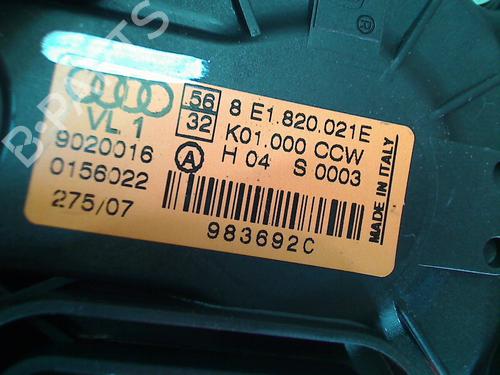 B-PARTS
VL 1
9020016
0156022
275/07
.56
32
A
8 E1.820.021E
K01.000 CCW
H 04 S 0003
983692C
MADE IN ITALY